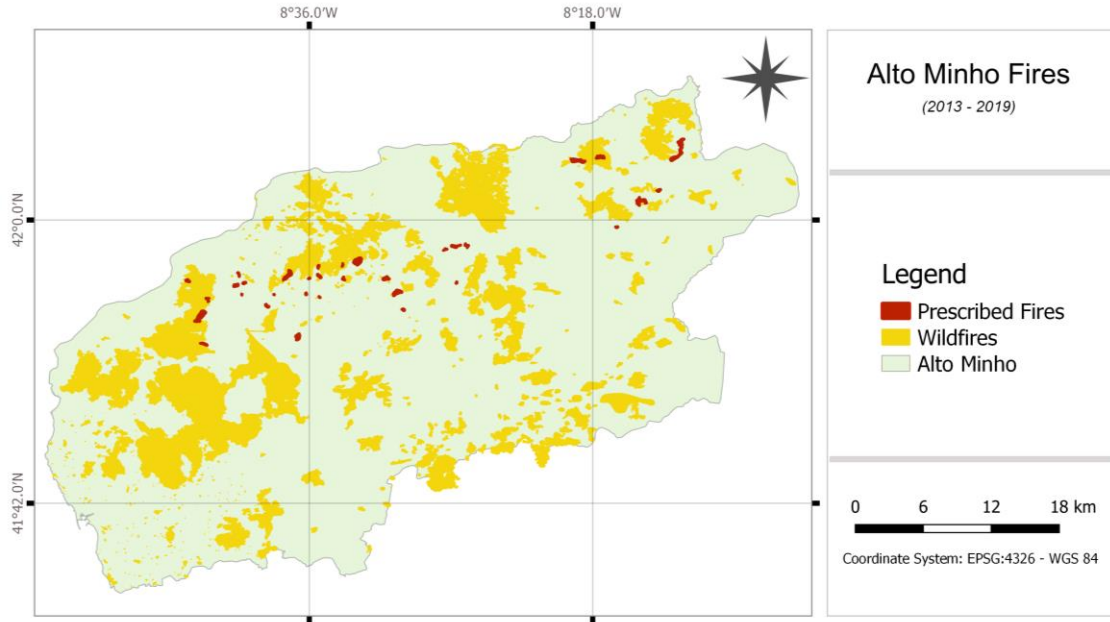 8°36.0'W
8°18.0'W
42°0.0'N
41°42.0'N
Alto Minho Fires
(2013 - 2019)
Legend
Prescribed Fires
Wildfires
Alto Minho
0 6 12 18 km
Coordinate System: EPSG:4326 - WGS 84